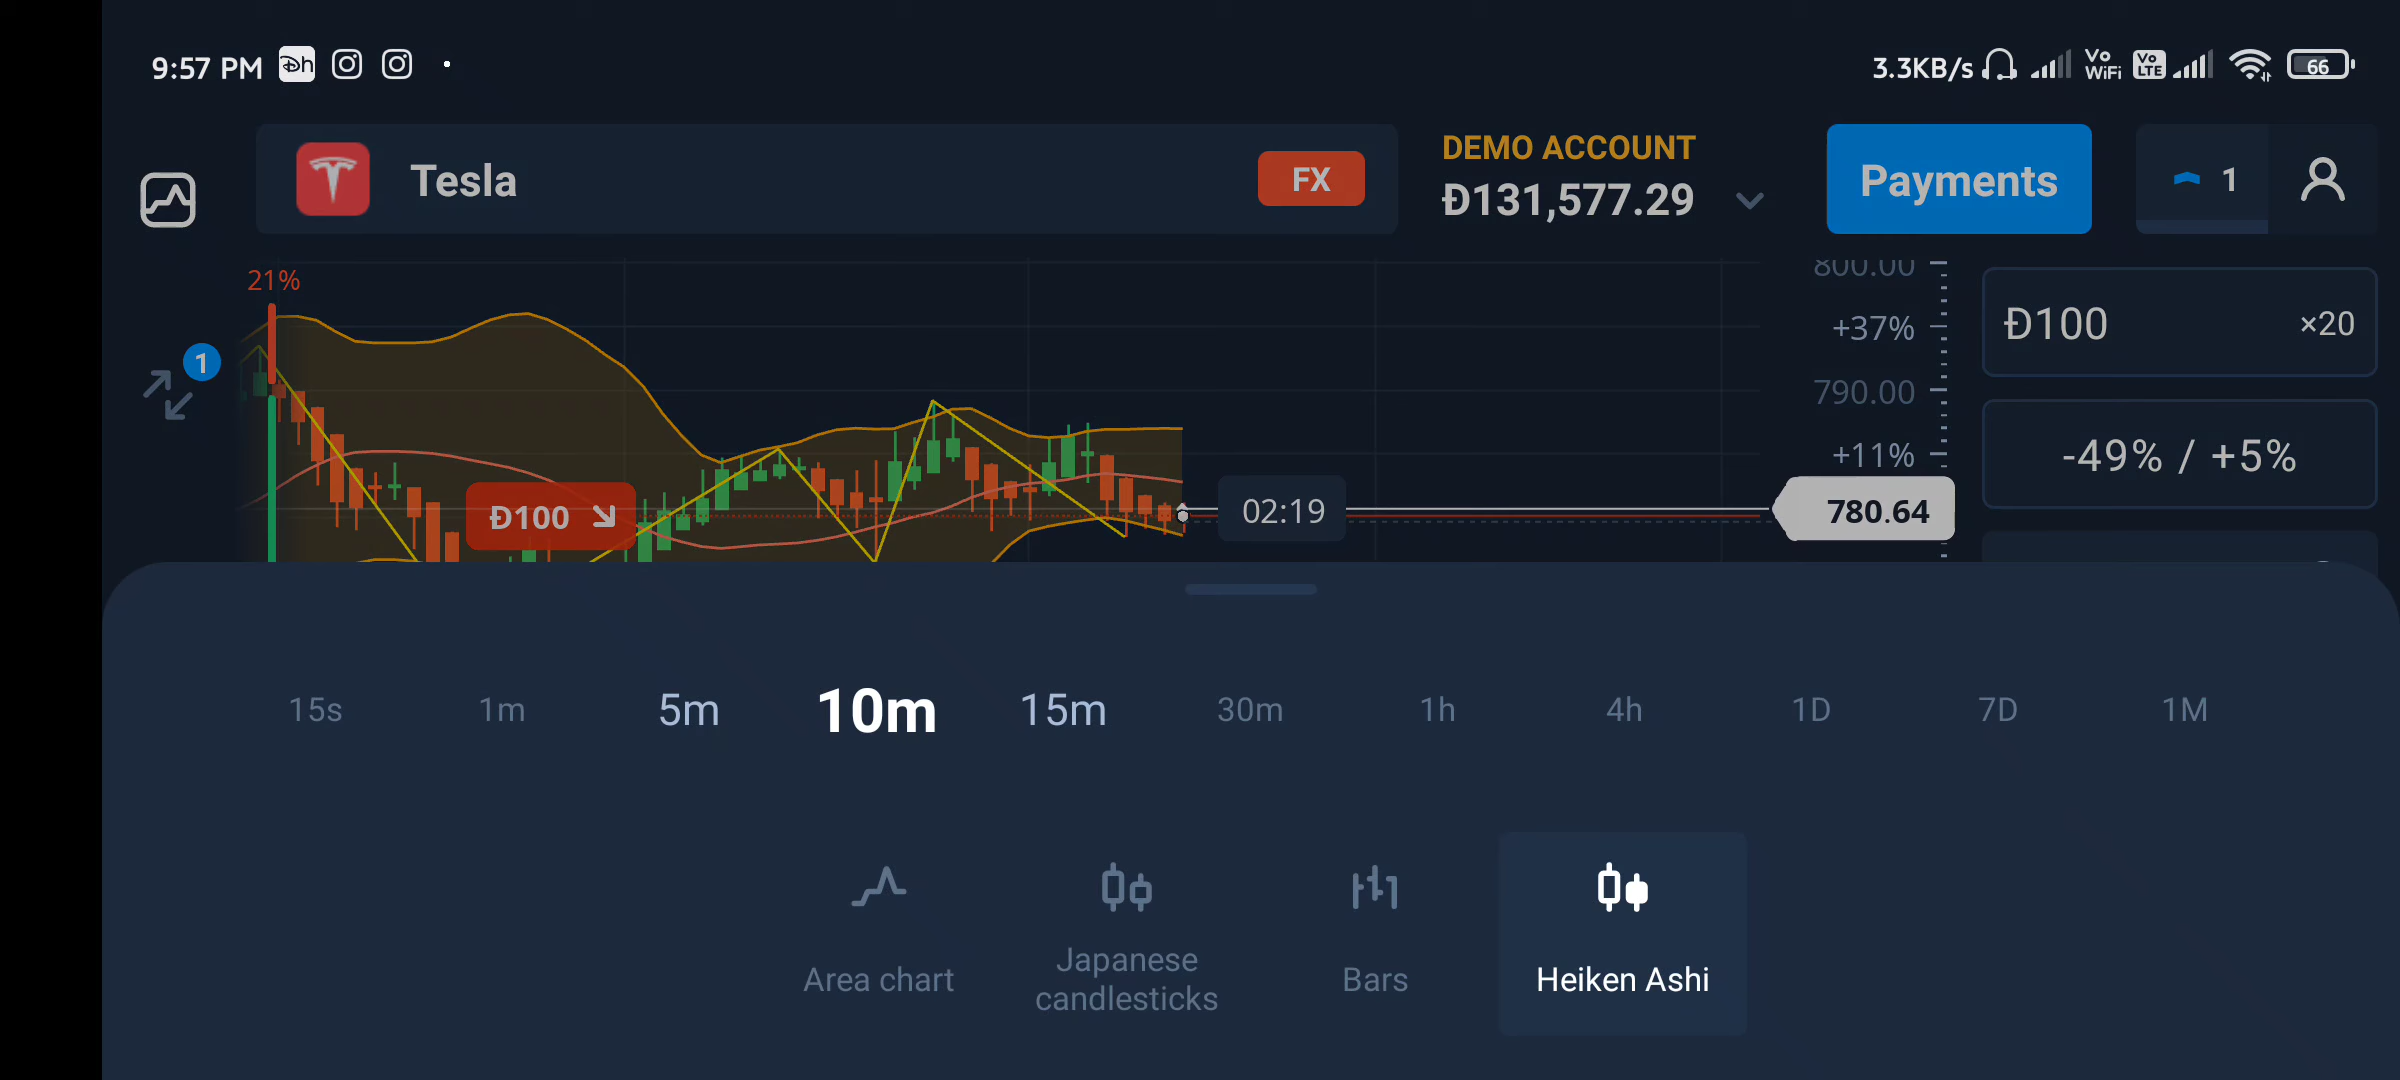 9:57 PM
3.3KB/s
Vo WiFi
Vo LTE
66
Tesla
FX
DEMO ACCOUNT
Đ131,577.29
Payments
1
21%
1
Đ100
02:19
800.00
+37%
790.00
+11%
780.64
Đ100
×20
-49% / +5%
15s
1m
5m
10m
15m
30m
1h
4h
1D
7D
1M
Area chart
Japanese
candlesticks
Bars
Heiken Ashi